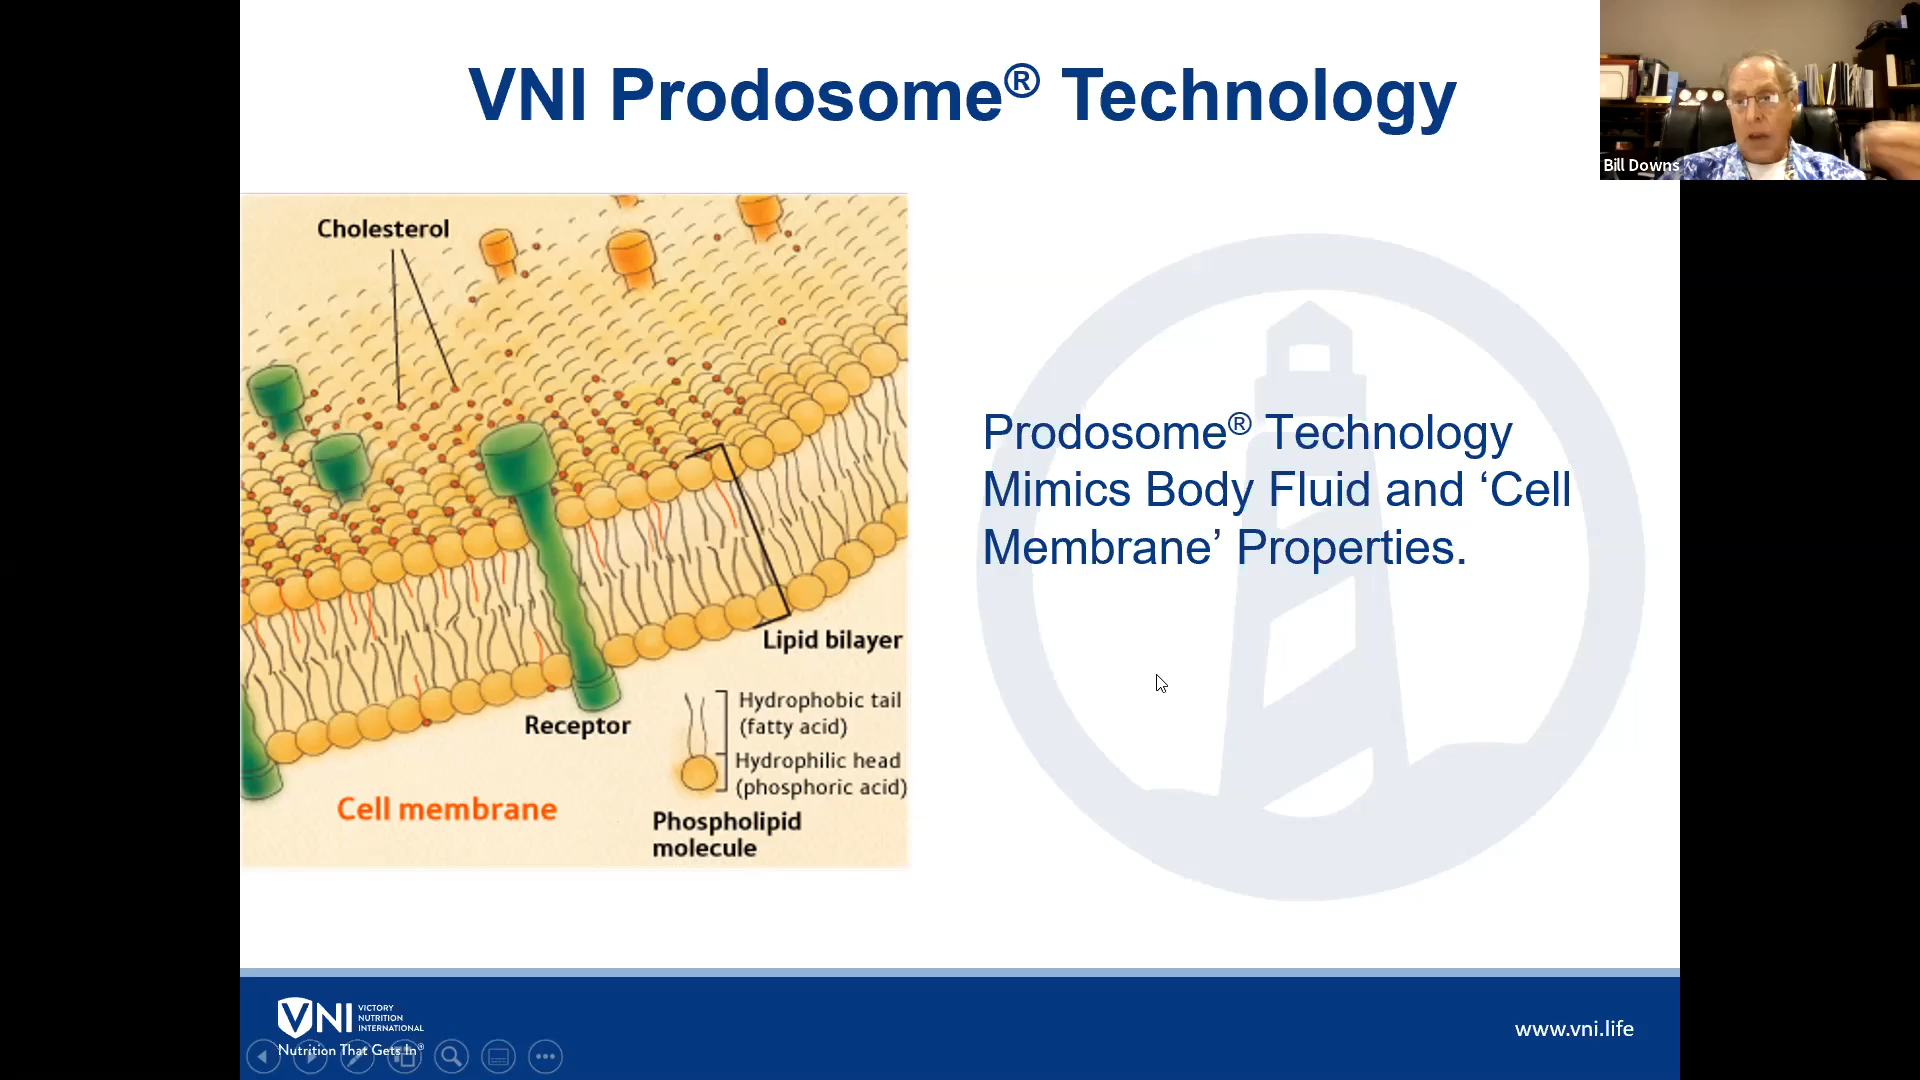 VNI Prodosome® Technology
Bill Downs
Cholesterol
Prodosome® Technology
Mimics Body Fluid and ‘Cell
Membrane’ Properties.
Lipid bilayer
Receptor
Hydrophobic tail
(fatty acid)
Hydrophilic head
(phosphoric acid)
Cell membrane
Phospholipid
molecule
VNI
VICTORY
NUTRITION
INTERNATIONAL
Nutrition That Gets In®
www.vni.life